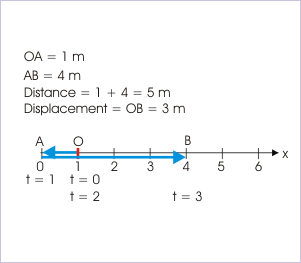 OA = 1 m
AB = 4 m
Distance = 1 + 4 = 5 m
Displacement = OB = 3 m
A O B
x
0 1 2 3 4 5 6
t = 1 t = 0
t = 2 t = 3